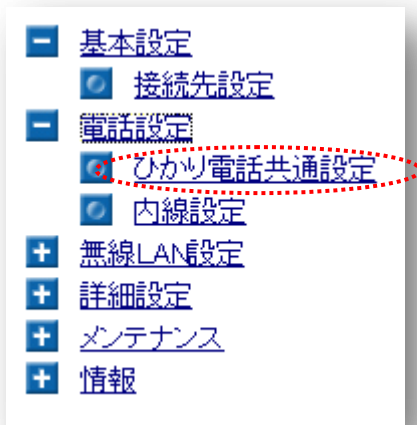 基本設定
接続先設定
電話設定
ひかり電話共通設定
内線設定
無線LAN設定
詳細設定
メンテナンス
情報